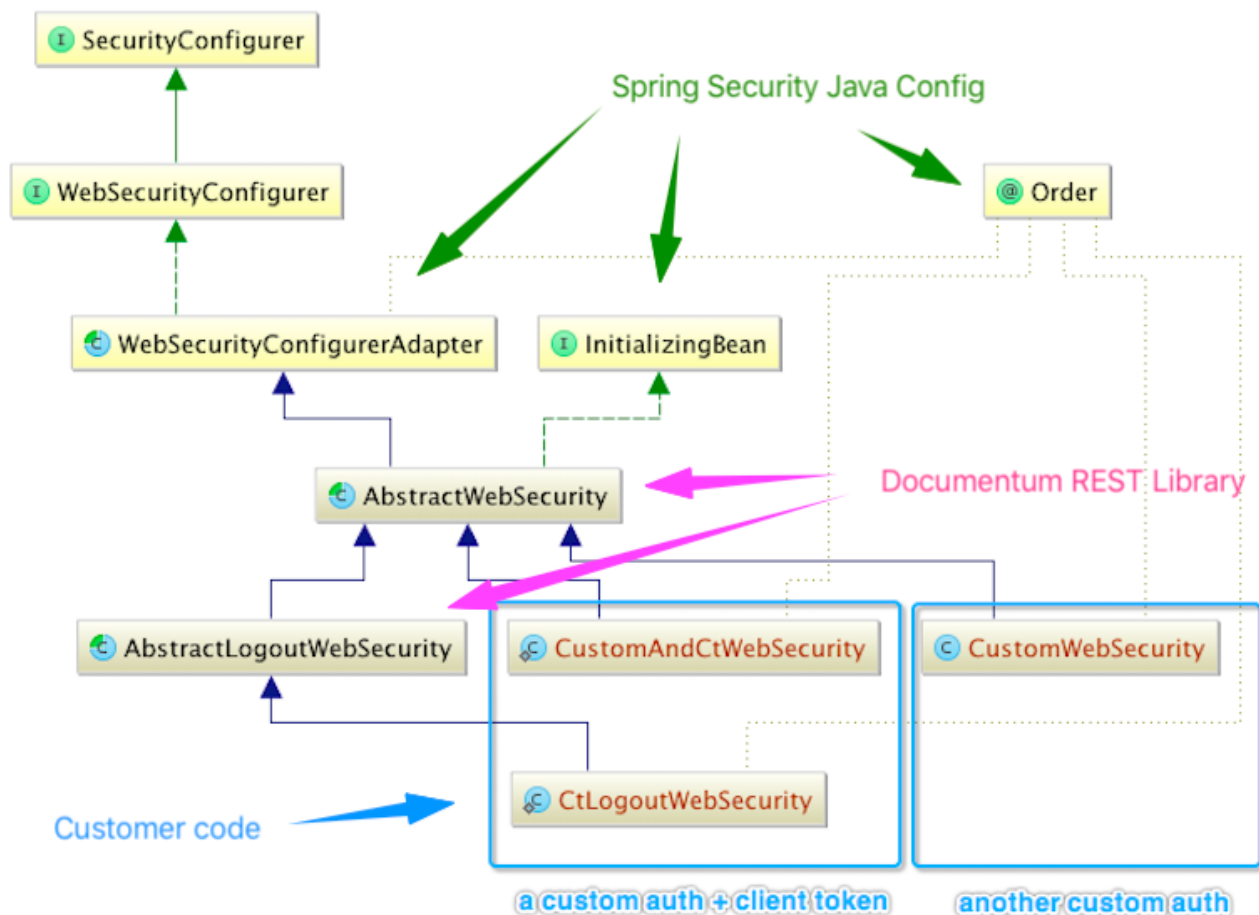 SecurityConfigurer
Spring Security Java Config
WebSecurityConfigurer
Order
WebSecurityConfigurerAdapter
InitializingBean
AbstractWebSecurity
Documentum REST Library
AbstractLogoutWebSecurity
CustomAndCtWebSecurity
CustomWebSecurity
CtLogoutWebSecurity
Customer code
a custom auth + client token
another custom auth